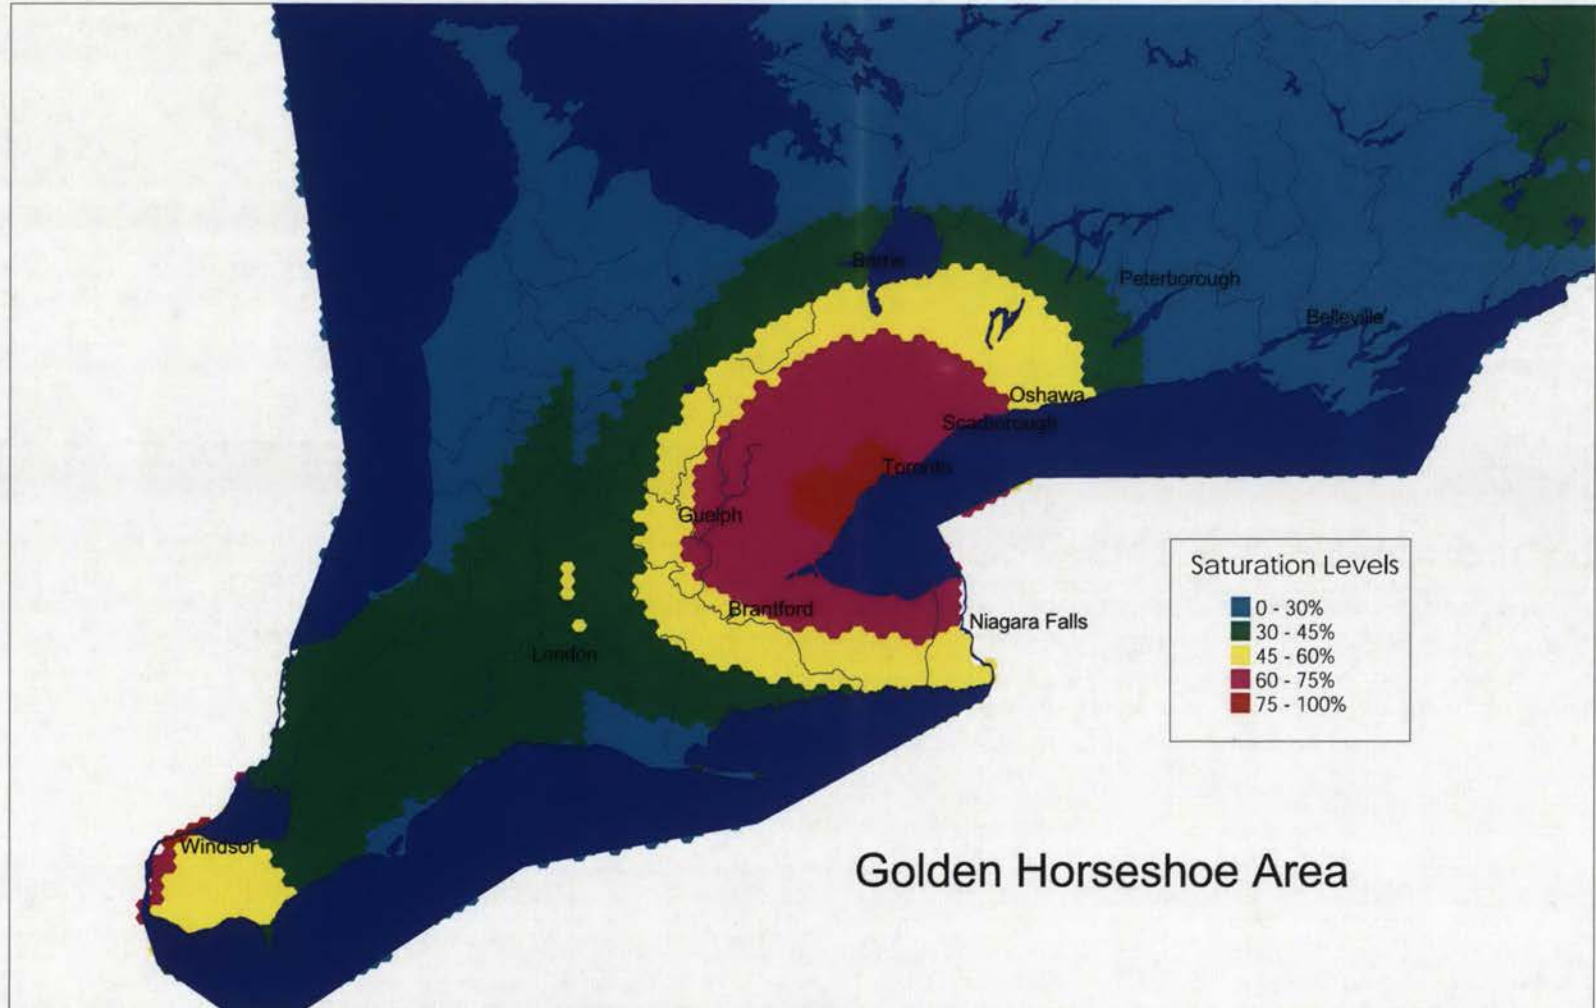 Barrie
Peterborough
Belleville
Oshawa
Scarborough
Toronto
Guelph
Brantford
Niagara Falls
London
Windsor
Saturation Levels
0 - 30%
30 - 45%
45 - 60%
60 - 75%
75 - 100%
Golden Horseshoe Area